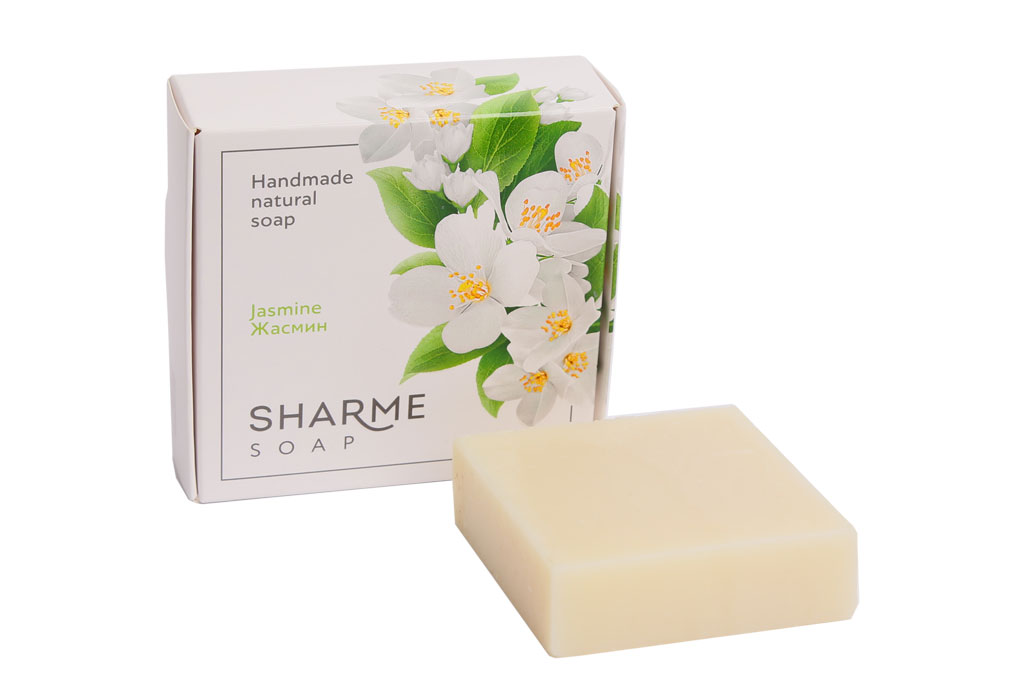 Handmade
natural
soap
Jasmine
Жасмин
SHARME
SOAP